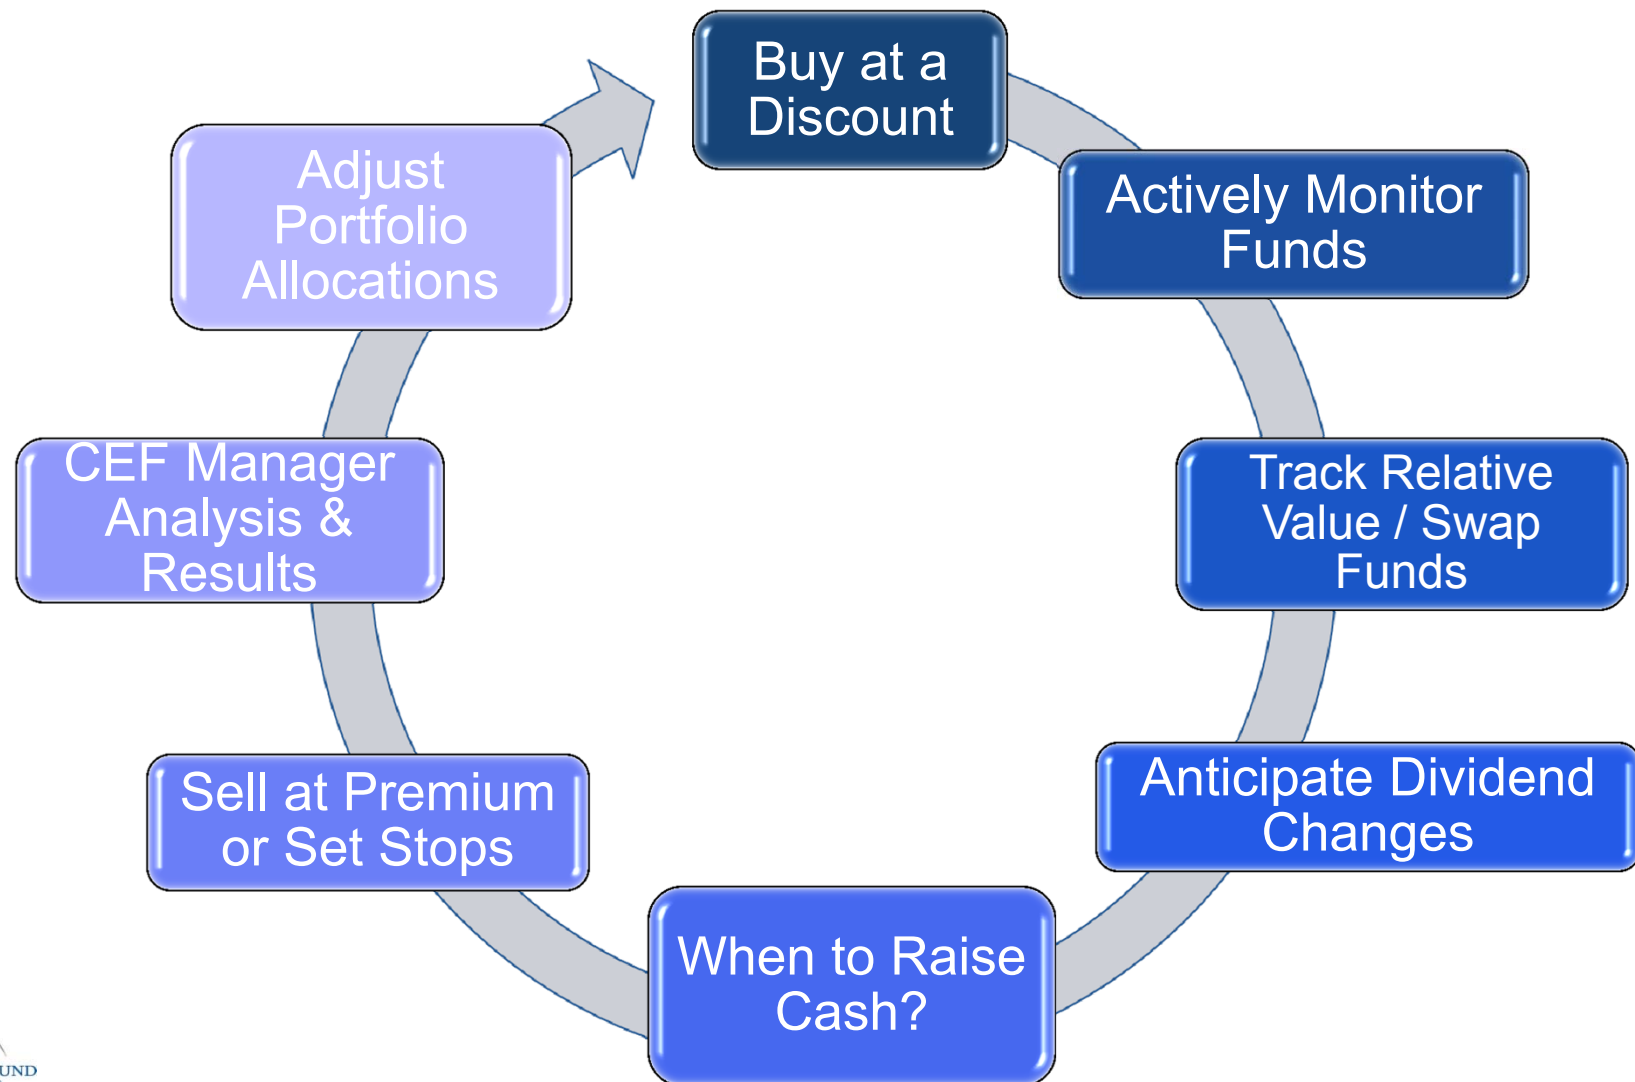 Buy at a
Discount
Actively Monitor
Funds
Track Relative
Value / Swap
Funds
Anticipate Dividend
Changes
When to Raise
Cash?
Sell at Premium
or Set Stops
CEF Manager
Analysis &
Results
Adjust
Portfolio
Allocations